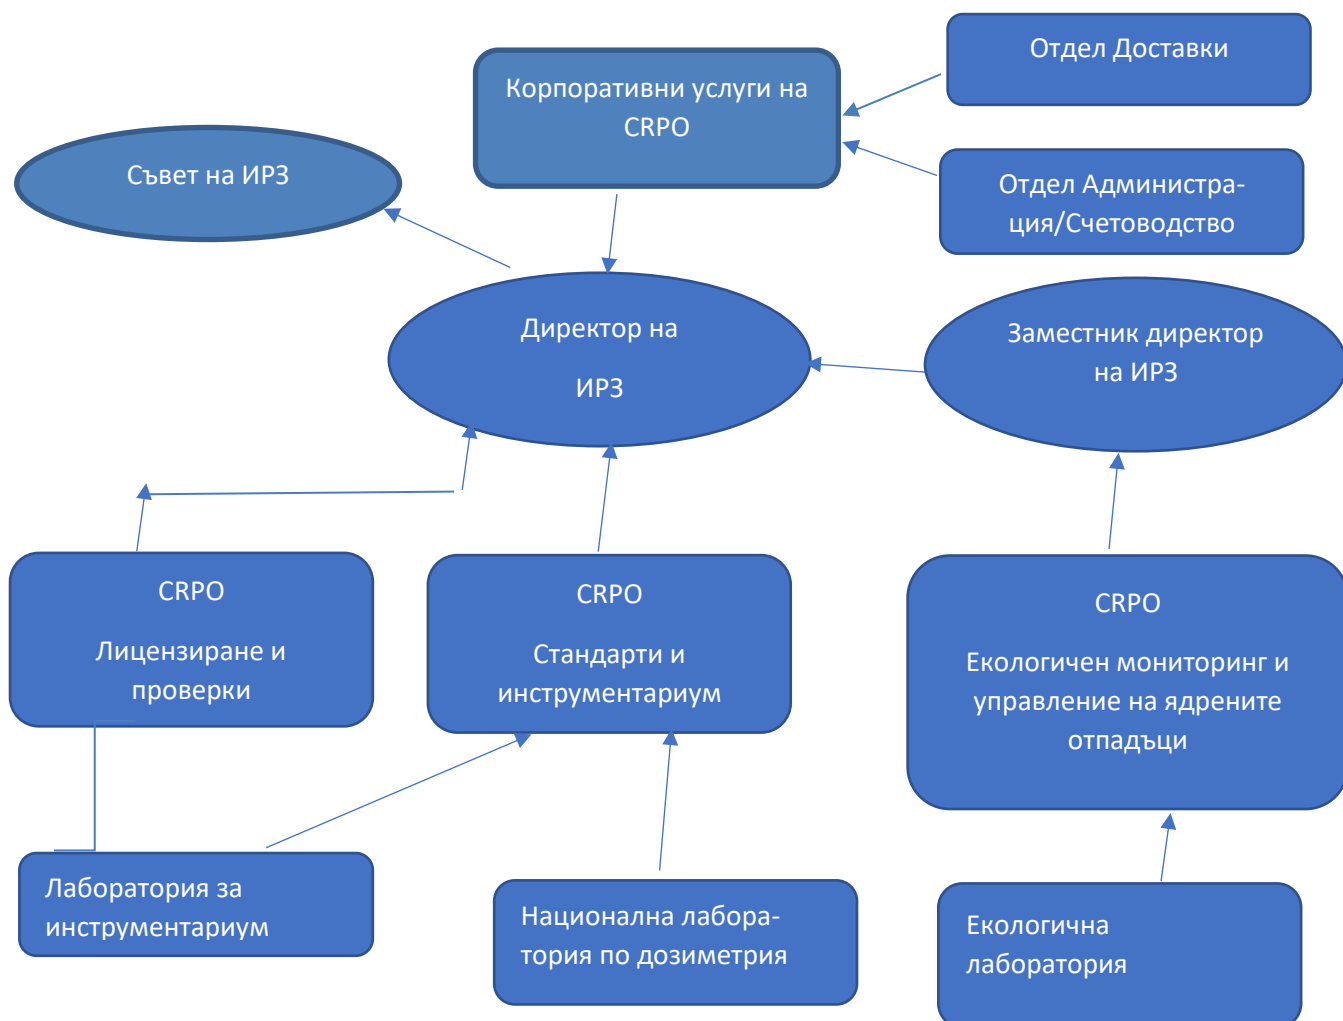 Отдел Доставки
Корпоративни услуги на
CRPO
Съвет на ИРЗ
Отдел Администра-
ция/Счетоводство
Директор на
ИРЗ
Заместник директор
на ИРЗ
CRPO
Лицензиране и
проверки
CRPO
Стандарти и
инструментариум
CRPO
Екологичен мониторинг и
управление на ядрените
отпадъци
Лаборатория за
инструментариум
Национална лабора-
тория по дозиметрия
Екологична
лаборатория